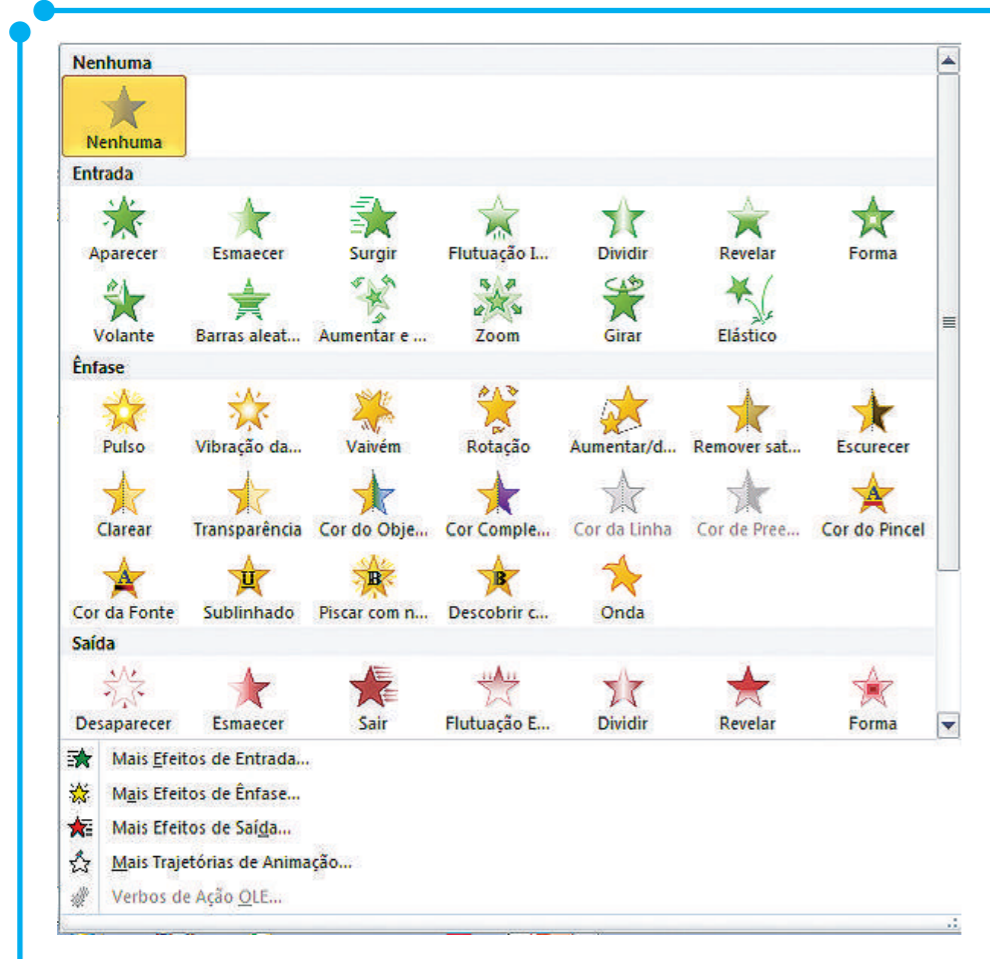 Nenhuma
Nenhuma
Entrada
Aparecer Esmaecer Surgir Flutuação I... Dividir Revelar Forma
Volante Barras aleat... Aumentar e ... Zoom Girar Elástico
Ênfase
Pulso Vibração da... Vaivém Rotação Aumentar/d... Remover sat... Escurecer
Clarear Transparência Cor do Obje... Cor Comple... Cor da Linha Cor de Pree... Cor do Pincel
Cor da Fonte Sublinhado Piscar com n... Descobrir c... Onda
Saída
Desaparecer Esmaecer Sair Flutuação E... Dividir Revelar Forma
Mais Efeitos de Entrada...
Mais Efeitos de Ênfase...
Mais Efeitos de Saída...
Mais Trajetórias de Animação...
Verbos de Ação OLE...